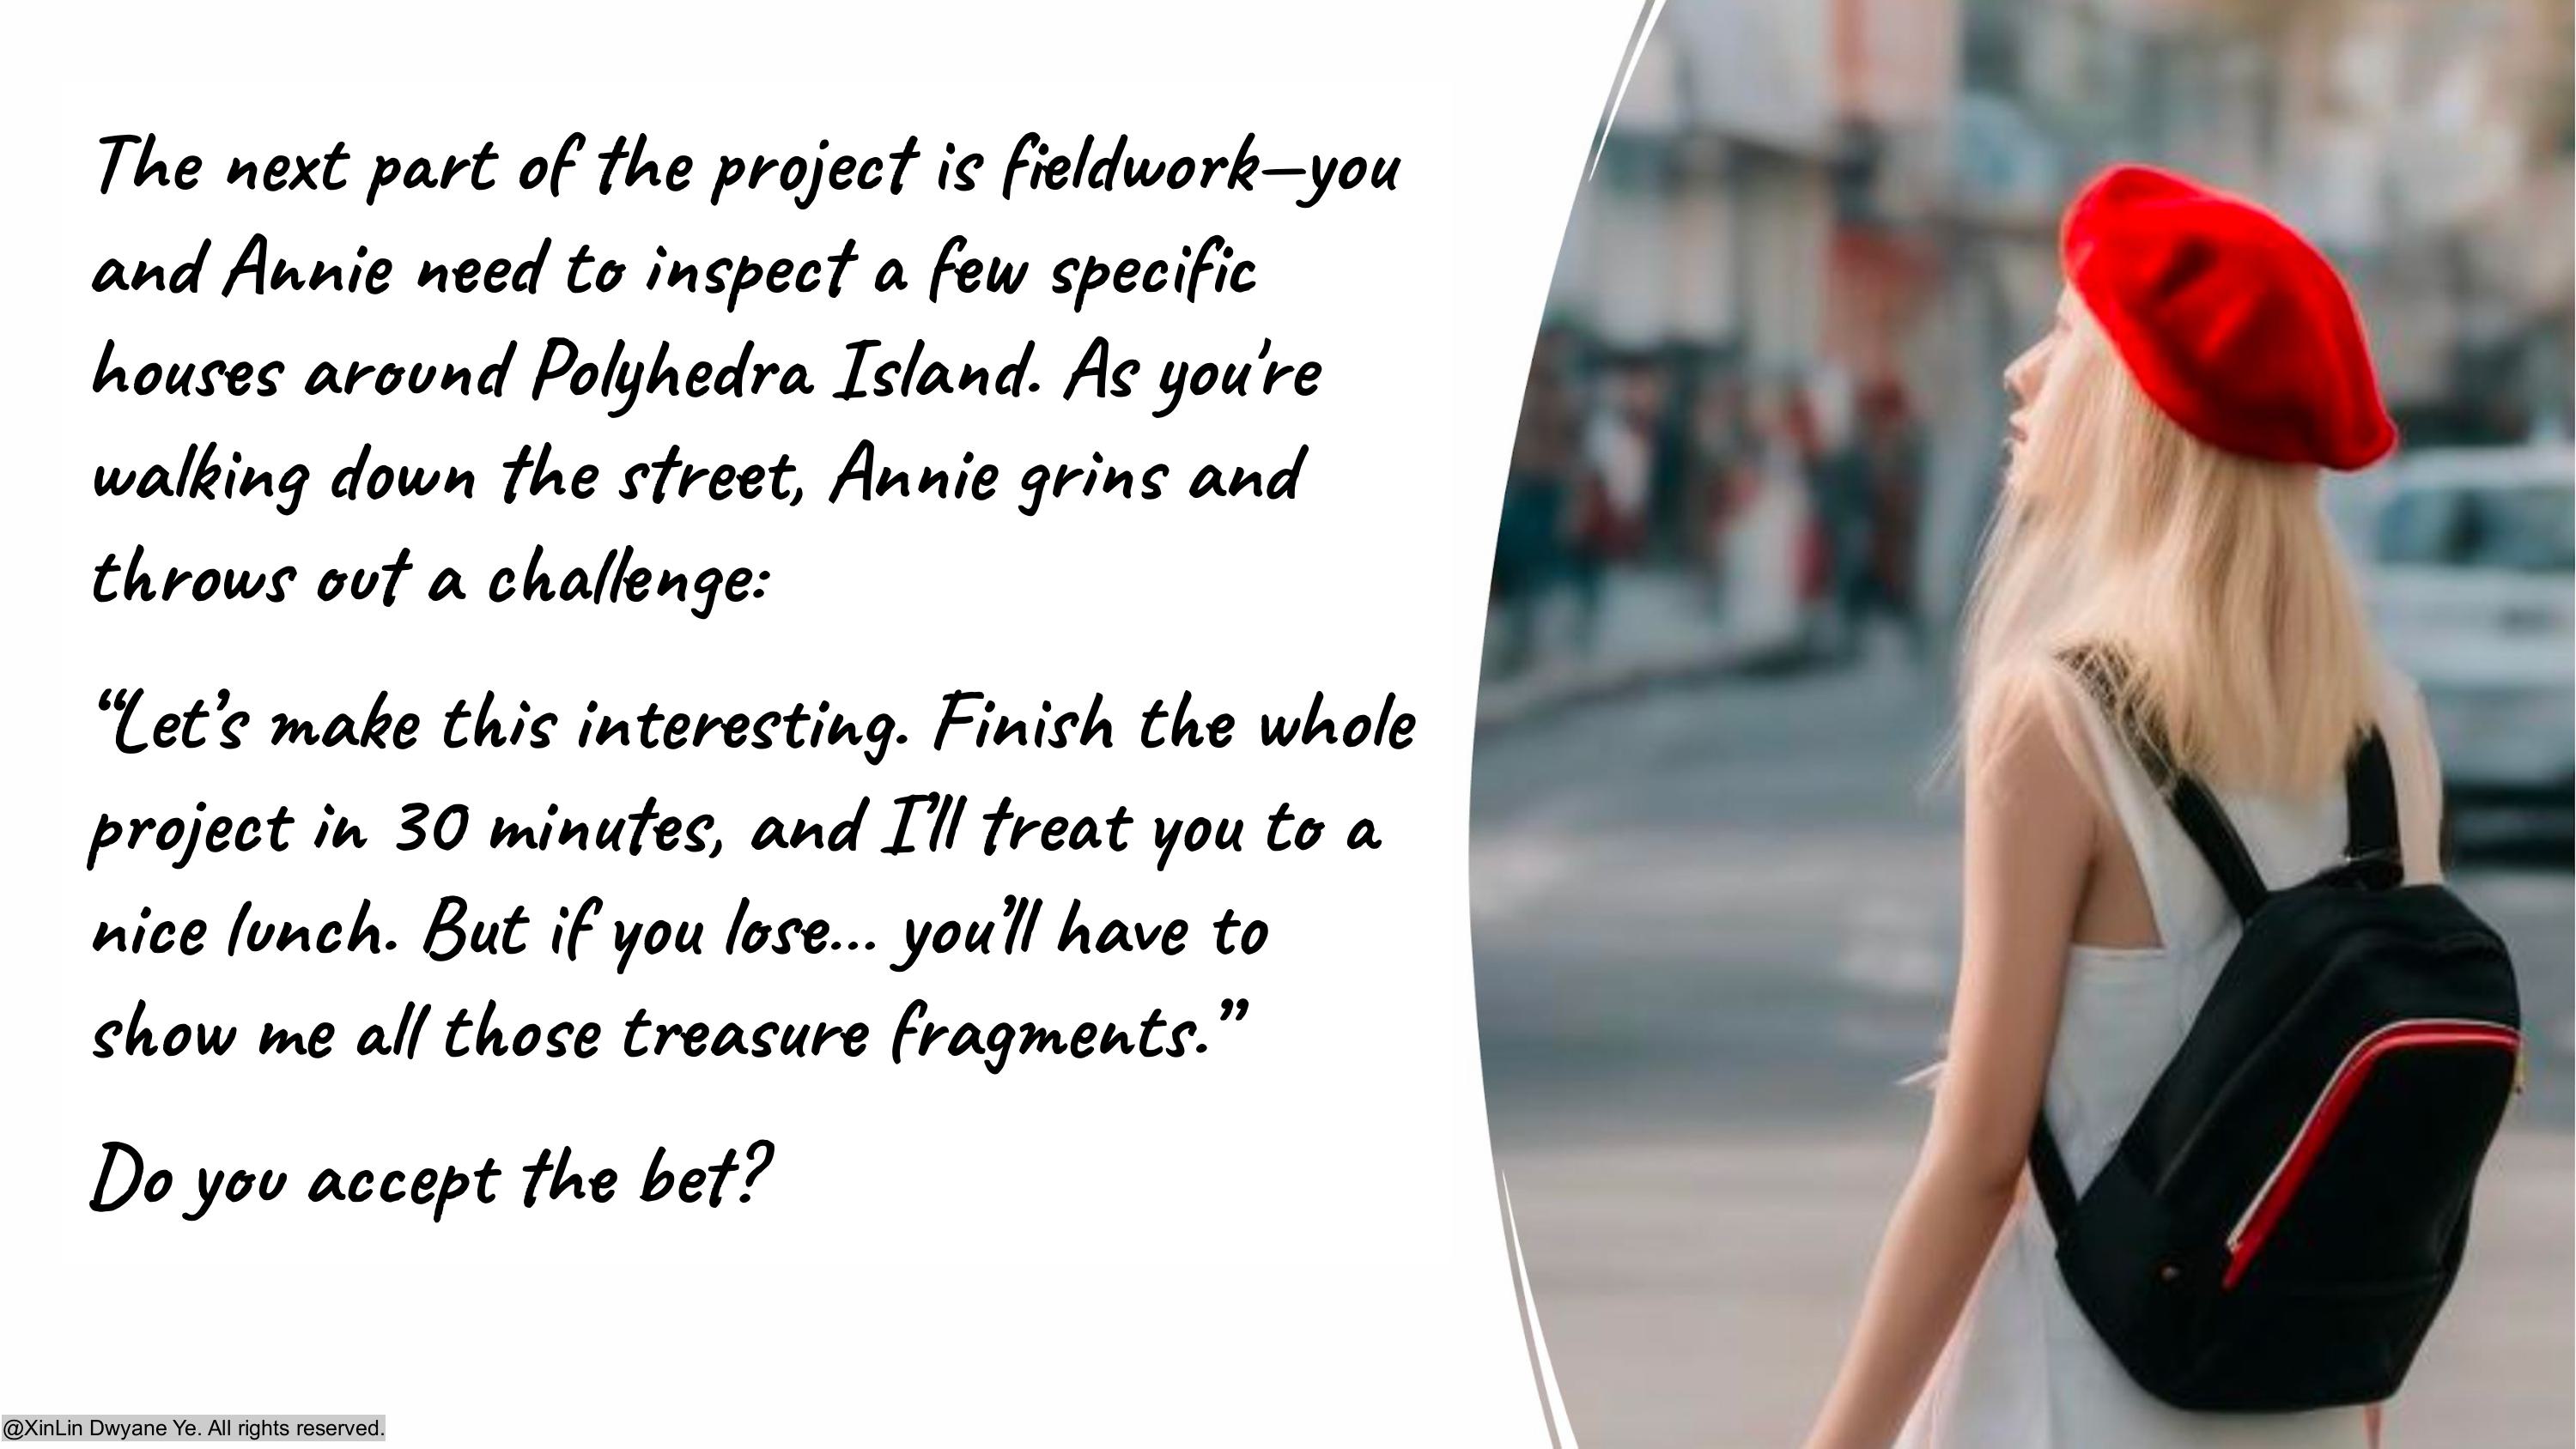 The next part of the project is fieldwork—you
and Annie need to inspect a few specific
houses around Polyhedra Island. As you're
walking down the street, Annie grins and
throws out a challenge:
“Let’s make this interesting. Finish the whole
project in 30 minutes, and I’ll treat you to a
nice lunch. But if you lose... you’ll have to
show me all those treasure fragments.”
Do you accept the bet?
@XinLin Dwyane Ye. All rights reserved.